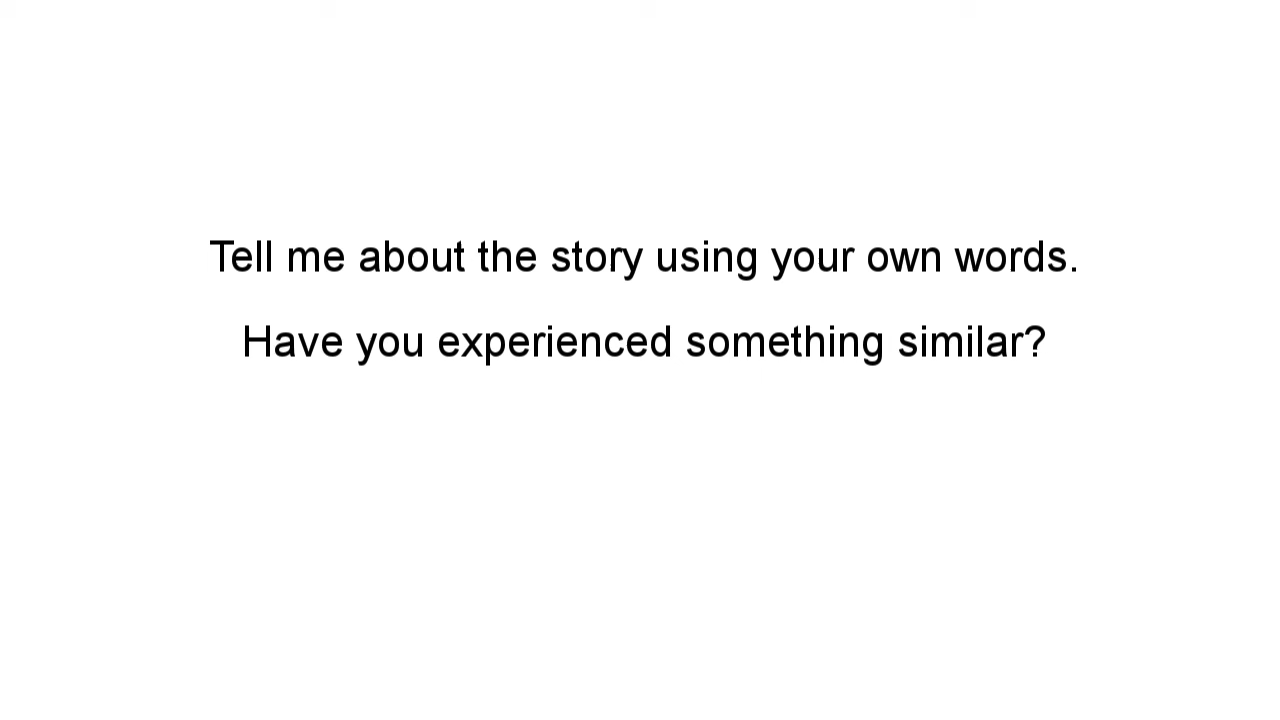 Tell me about the story using your own words.
Have you experienced something similar?